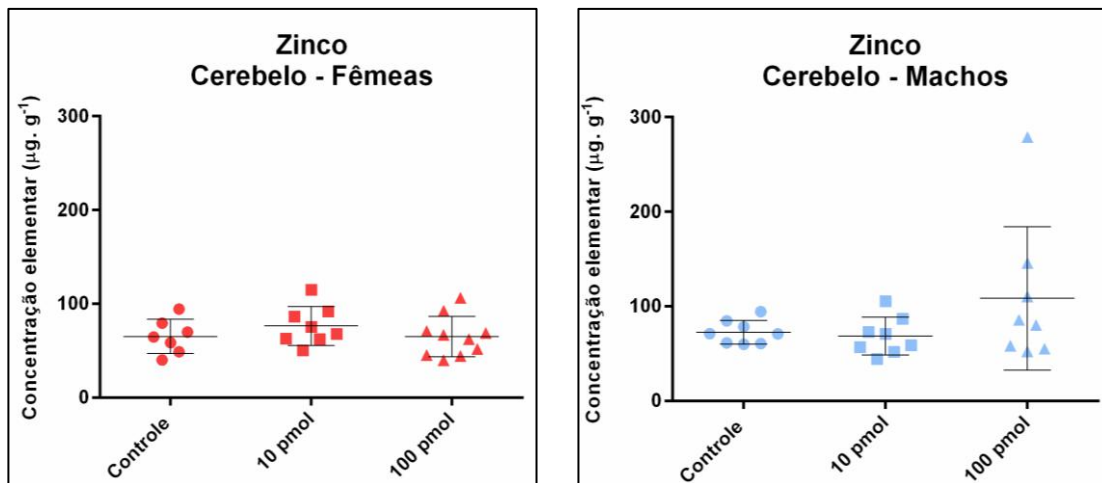 Zinco
Cerebelo - Fêmeas
Concentração elementar (µg. g-1)
300
200
100
0
Controle
10 pmol
100 pmol
Zinco
Cerebelo - Machos
Concentração elementar (µg. g-1)
300
200
100
0
Controle
10 pmol
100 pmol